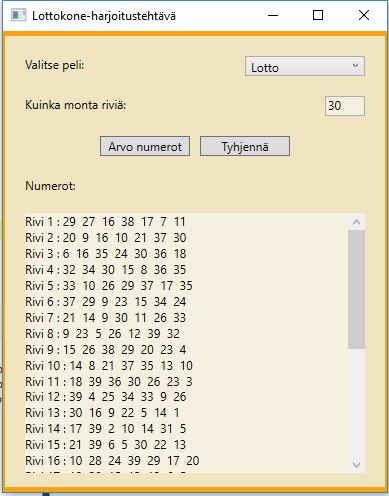 Lottokone-harjoitustehtävä
Valitse peli: Lotto
Kuinka monta riviä: 30
Arvo numerot Tyhjennä
Numerot:
Rivi 1 : 29 27 16 38 17 7 11
Rivi 2 : 20 9 16 10 21 37 30
Rivi 3 : 6 16 35 24 30 36 18
Rivi 4 : 32 34 30 15 8 36 35
Rivi 5 : 33 10 26 29 37 17 35
Rivi 6 : 37 29 9 23 15 34 24
Rivi 7 : 21 14 9 30 11 26 33
Rivi 8 : 9 23 5 26 12 39 32
Rivi 9 : 15 26 38 29 20 23 4
Rivi 10 : 14 8 21 37 35 13 10
Rivi 11 : 18 39 36 30 26 23 3
Rivi 12 : 39 4 25 34 33 9 26
Rivi 13 : 30 16 9 22 5 14 1
Rivi 14 : 17 39 2 10 14 31 5
Rivi 15 : 21 39 6 5 30 22 13
Rivi 16 : 10 28 24 39 29 17 20